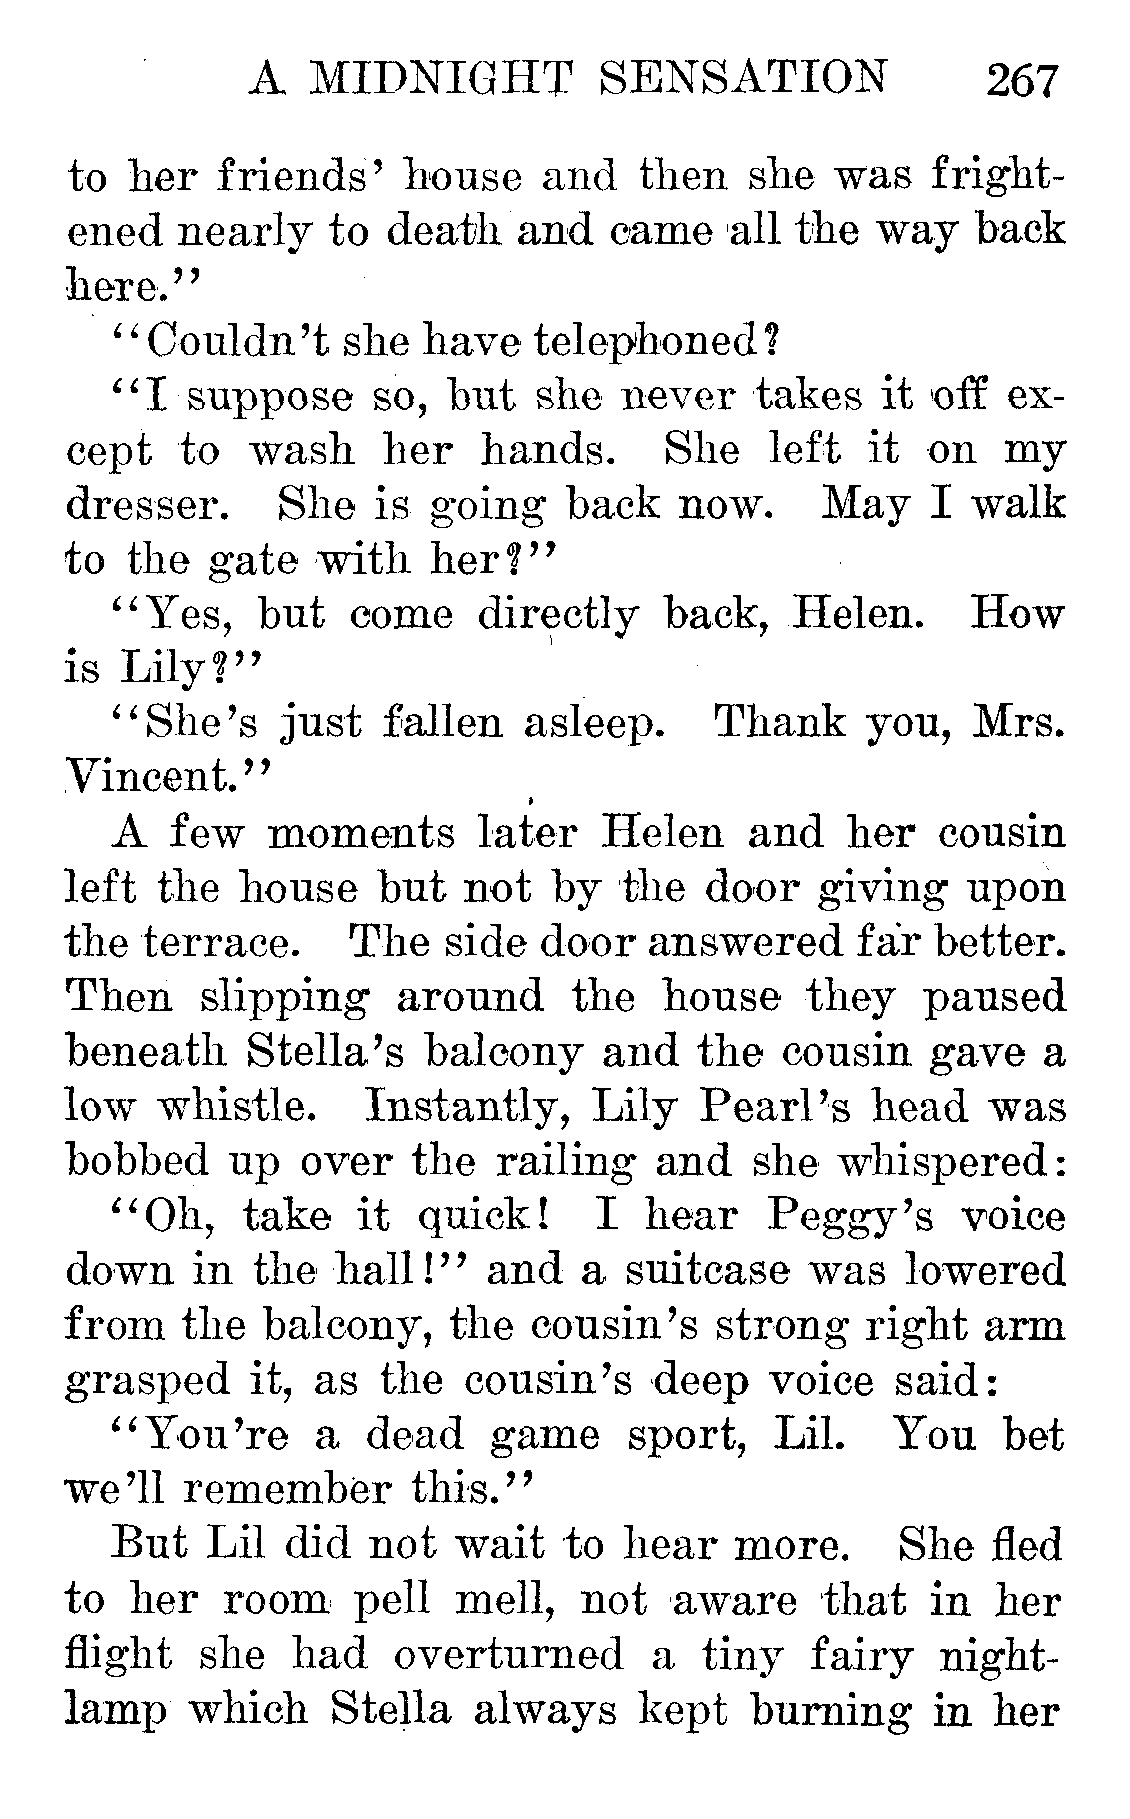 A MIDNIGHT SENSATION 267
to her friends' house and then she was fright-
ened nearly to death and came all the way back
here."
"Couldn't she have telephoned?
"I suppose so, but she never takes it off ex-
cept to wash her hands. She left it on my
dresser. She is going back now. May I walk
to the gate with her?"
"Yes, but come directly back, Helen. How
is Lily?"
"She's just fallen asleep. Thank you, Mrs.
Vincent."
A few moments later Helen and her cousin
left the house but not by the door giving upon
the terrace. The side door answered far better.
Then slipping around the house they paused
beneath Stella's balcony and the cousin gave a
low whistle. Instantly, Lily Pearl's head was
bobbed up over the railing and she whispered:
"Oh, take it quick! I hear Peggy's voice
down in the hall!" and a suitcase was lowered
from the balcony, the cousin's strong right arm
grasped it, as the cousin's deep voice said:
"You're a dead game sport, Lil. You bet
we'll remember this."
But Lil did not wait to hear more. She fled
to her room pell mell, not aware that in her
flight she had overturned a tiny fairy night-
lamp which Stella always kept burning in her